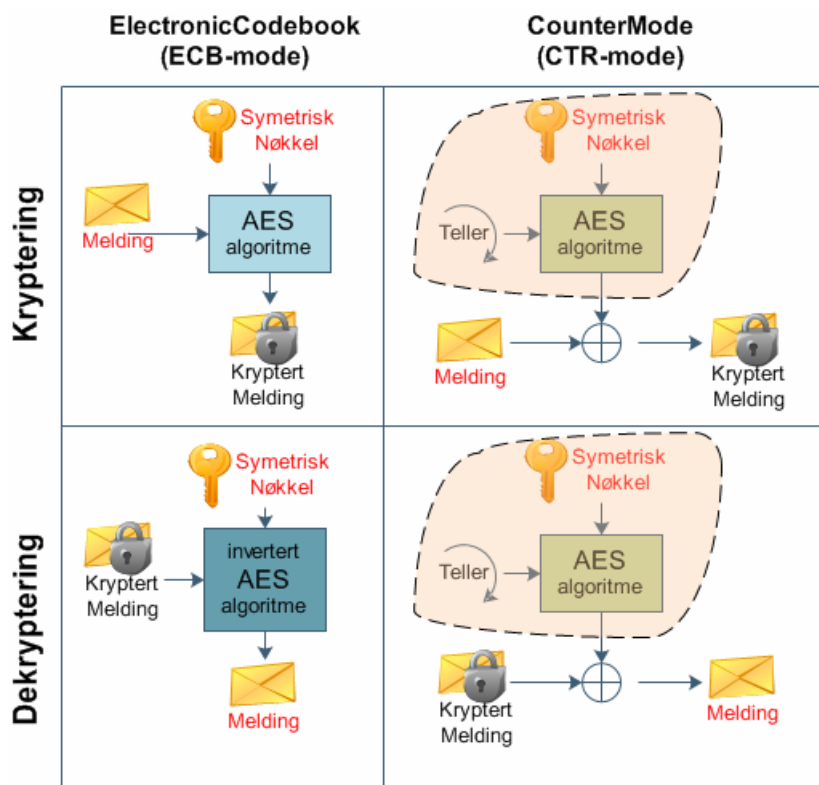 ElectronicCodebook
(ECB-mode)
CounterMode
(CTR-mode)
Kryptering
Symetrisk
Nøkkel
Melding
AES
algoritme
Kryptert
Melding
Symetrisk
Nøkkel
Teller
AES
algoritme
Melding
Kryptert
Melding
Dekryptering
Symetrisk
Nøkkel
Kryptert
Melding
invertert
AES
algoritme
Melding
Symetrisk
Nøkkel
Teller
AES
algoritme
Kryptert
Melding
Melding